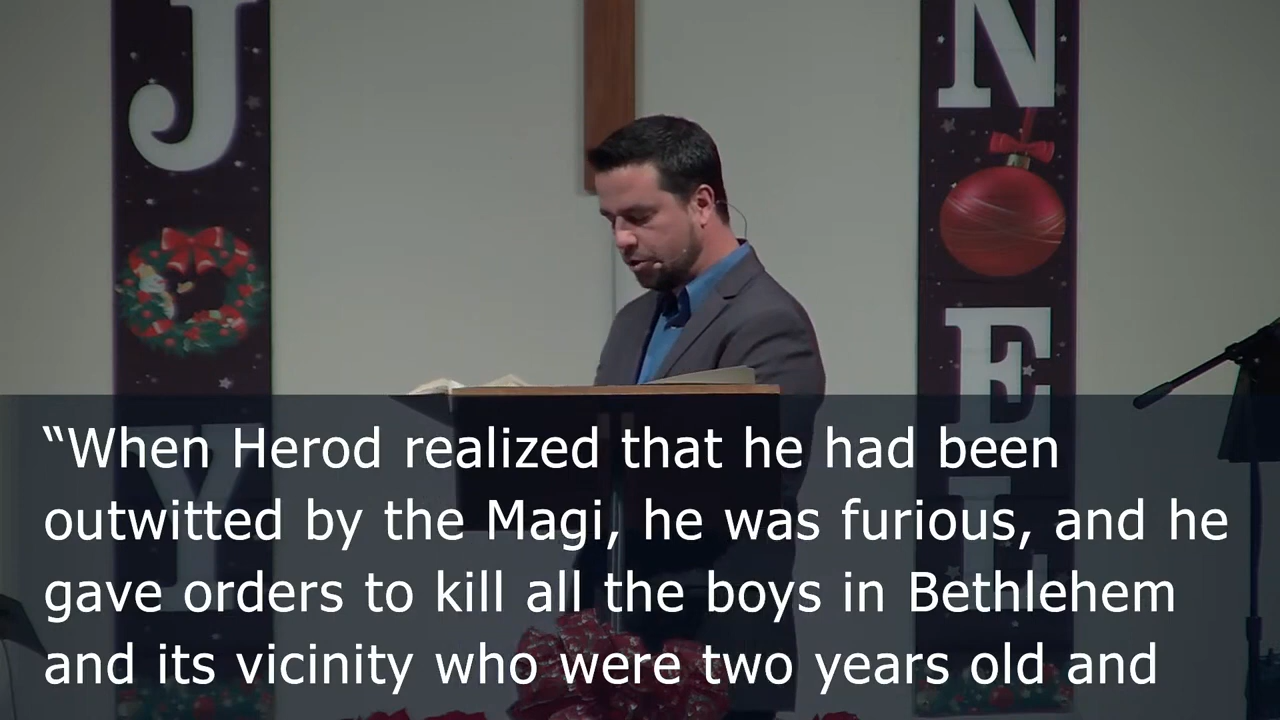 J
Y
N
E
L
“When Herod realized that he had been
outwitted by the Magi, he was furious, and he
gave orders to kill all the boys in Bethlehem
and its vicinity who were two years old and